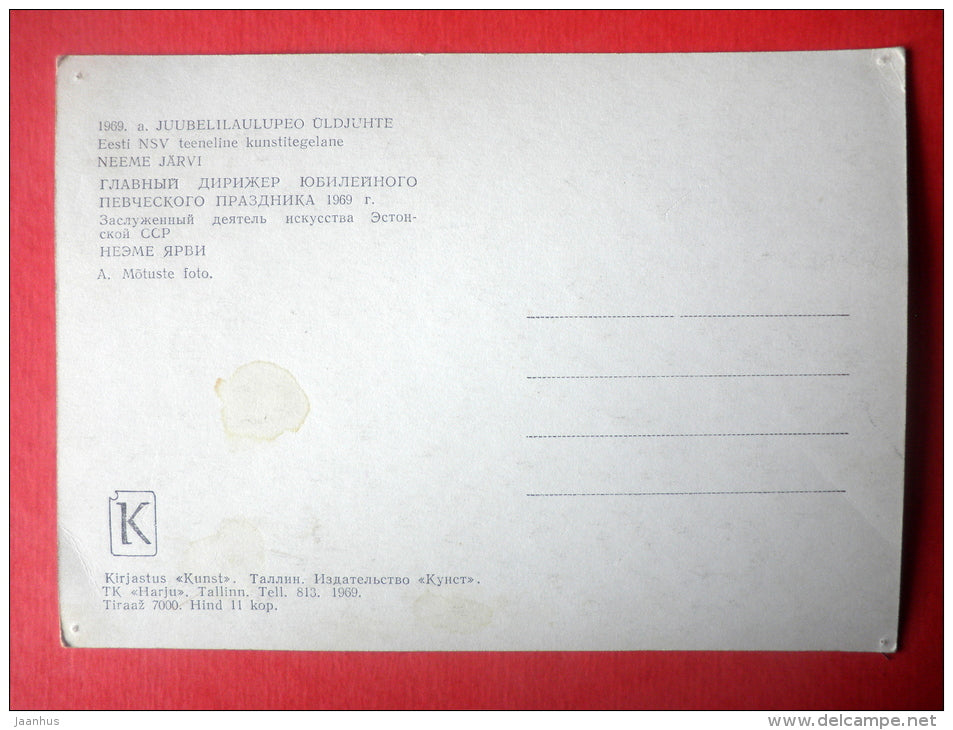 1969. a. JUUBELILAULUPEO ÜLDJUHTE
Eesti NSV teeneline kunstitegelane
NEEME JÄRVI
ГЛАВНЫЙ ДИРИЖЕР ЮБИЛЕЙНОГО
ПЕВЧЕСКОГО ПРАЗДНИКА 1969 г.
Заслуженный деятель искусства Эстон-
ской ССР
НЕЭМЕ ЯРВИ
A. Mõtuste foto.
K
Kirjastus «Kunst». Таллин. Издательство «Кунст».
TK «Harju». Tallinn. Tell. 813. 1969.
Tiraaž 7000. Hind 11 kop.
jaanhus
www.delcampe.net